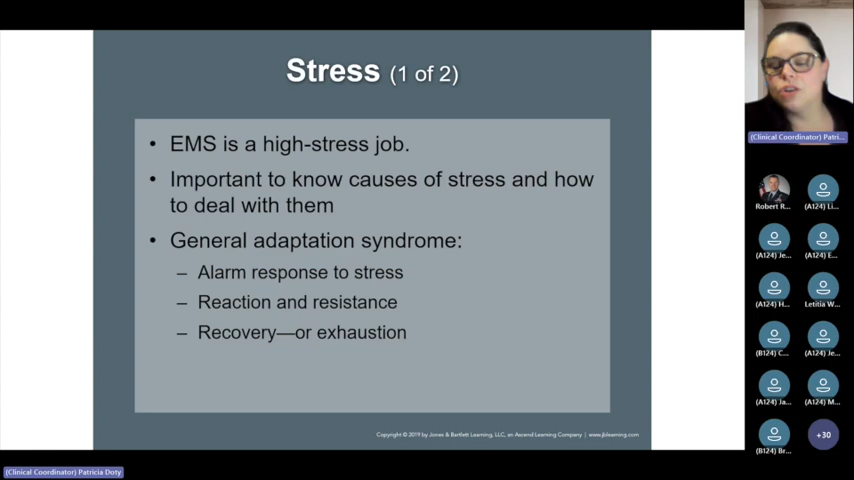 Stress (1 of 2)
• EMS is a high-stress job.
• Important to know causes of stress and how
to deal with them
• General adaptation syndrome:
– Alarm response to stress
– Reaction and resistance
– Recovery—or exhaustion
Copyright © 2019 by Jones & Bartlett Learning, LLC, an Ascend Learning Company | www.jblearning.com
(Clinical Coordinator) Patri...
Robert R...
(A124) Li...
(A124) Je...
(A124) E...
(A124) H...
Letitia W...
(B124) C...
(A124) Je...
(A124) Ja...
(A124) M...
(B124) Br...
+30
(Clinical Coordinator) Patricia Doty